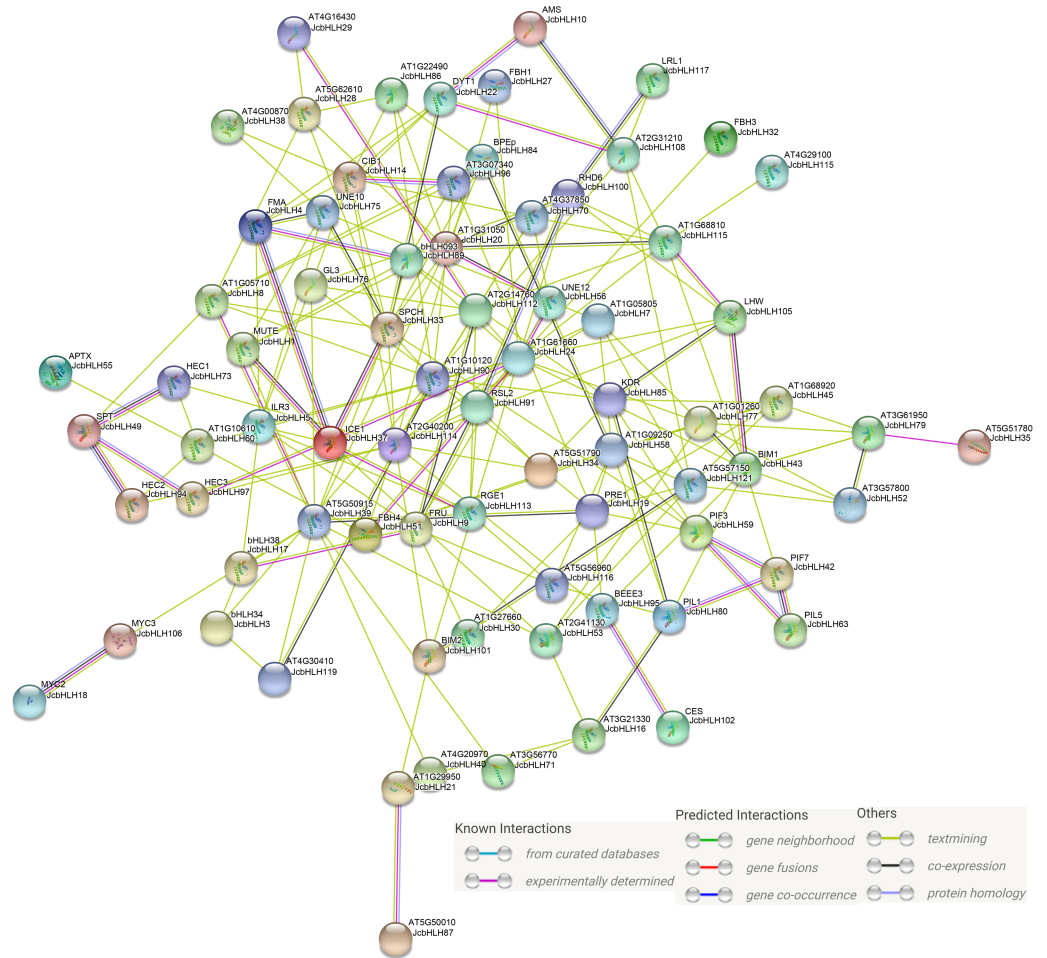 AT4G16430
JcbHLH29
AMS
JcbHLH10
AT1G22490
JcbHLH86
DYT1
JcbHLH22
FBH1
JcbHLH27
LRL1
JcbHLH117
AT5G62610
JcbHLH28
AT4G00870
JcbHLH38
FBH3
JcbHLH32
BPEp
JcbHLH84
AT2G31210
JcbHLH108
AT4G29100
JcbHLH115
CIB1
JcbHLH14
AT3G07340
JcbHLH96
RHD6
JcbHLH100
FMA
JcbHLH4
UNE10
JcbHLH75
AT4G37850
JcbHLH70
AT1G31050
JcbHLH20
bHLH093
JcbHLH89
AT1G68810
JcbHLH115
GL3
JcbHLH76
AT1G05710
JcbHLH8
AT2G14760
JcbHLH112
UNE12
JcbHLH56
AT1G05805
JcbHLH7
LHW
JcbHLH105
SPCH
JcbHLH33
MUTE
JcbHLH1
AT1G61660
JcbHLH24
APTX
JcbHLH55
HEC1
JcbHLH73
AT1G10120
JcbHLH90
KDR
JcbHLH85
AT1G68920
JcbHLH45
RSL2
JcbHLH91
AT1G01260
JcbHLH77
AT3G61950
JcbHLH79
AT5G51780
JcbHLH35
SPT
JcbHLH49
ILR3
JcbHLH5
AT1G10610
JcbHLH60
ICE1
JcbHLH37
AT2G40200
JcbHLH114
AT1G09250
JcbHLH58
AT5G51790
JcbHLH34
BIM1
JcbHLH43
AT5G57150
JcbHLH121
AT3G57800
JcbHLH52
HEC2
JcbHLH94
HEC3
JcbHLH97
AT5G50915
JcbHLH39
FBH4
JcbHLH51
FRU
JcbHLH9
RGE1
JcbHLH113
PRE1
JcbHLH19
PIF3
JcbHLH59
bHLH38
JcbHLH17
AT5G56960
JcbHLH116
PIF7
JcbHLH42
BEEE3
JcbHLH95
PIL1
JcbHLH80
PIL5
JcbHLH63
MYC3
JcbHLH106
bHLH34
JcbHLH3
AT1G27660
JcbHLH30
AT2G41130
JcbHLH53
BIM2
JcbHLH101
AT4G30410
JcbHLH119
MYC2
JcbHLH18
AT3G21330
JcbHLH16
CES
JcbHLH102
AT4G20970
JcbHLH40
AT3G56770
JcbHLH71
AT1G29950
JcbHLH21
AT5G50010
JcbHLH87
Known Interactions
from curated databases
experimentally determined
Predicted Interactions
gene neighborhood
gene fusions
gene co-occurrence
Others
textmining
co-expression
protein homology